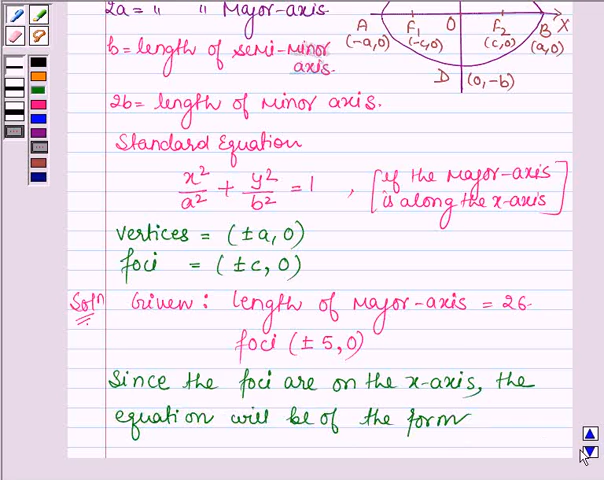 2a = " " Major-axis.
A F₁ O F₂ B X
(-a,0) (-c,0) (c,0) (a,0)
b = length of semi-minor
axis.
D (0,-b)
2b = length of minor axis.
Standard Equation
x²/a² + y²/b² = 1 , [if the Major-axis
is along the x-axis]
vertices = (±a, 0)
foci = (±c, 0)
Soln Given: length of Major-axis = 26.
foci (±5,0)
Since the foci are on the x-axis, the
equation will be of the form